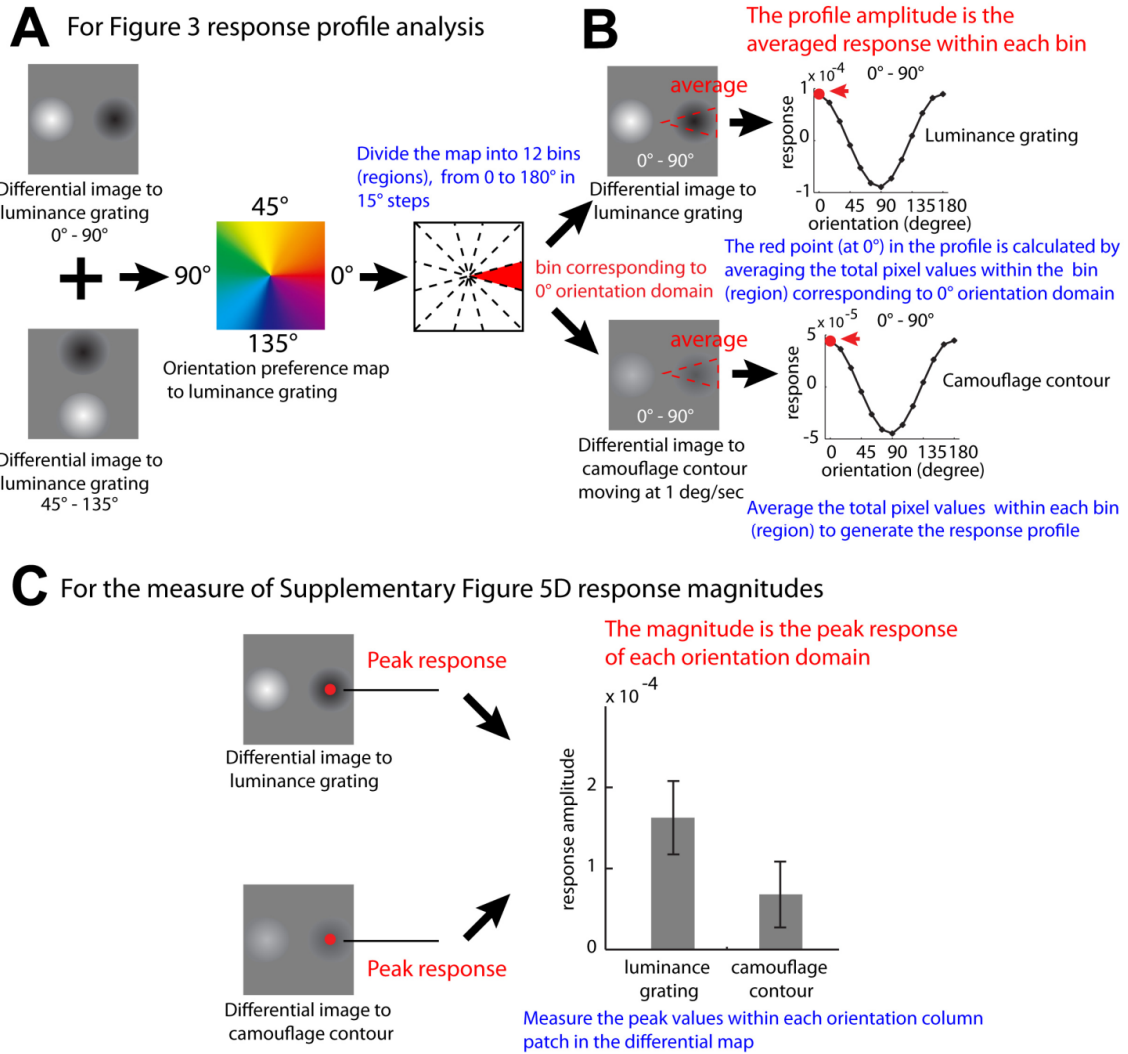 A For Figure 3 response profile analysis
Differential image to
luminance grating
0° - 90°
+
Differential image to
luminance grating
45° - 135°
45°
90°
0°
135°
Orientation preference map
to luminance grating
Divide the map into 12 bins
(regions), from 0 to 180° in
15° steps
bin corresponding to
0° orientation domain
B
The profile amplitude is the
averaged response within each bin
average
0° - 90°
Differential image to
luminance grating
x 10⁻⁴
0° - 90°
1
0
-1
response
0 45 90 135 180
orientation (degree)
Luminance grating
The red point (at 0°) in the profile is calculated by
averaging the total pixel values within the bin
(region) corresponding to 0° orientation domain
average
0° - 90°
Differential image to
camouflage contour
moving at 1 deg/sec
x 10⁻⁵
0° - 90°
5
0
-5
response
0 45 90 135 180
orientation (degree)
Camouflage contour
Average the total pixel values within each bin
(region) to generate the response profile
C For the measure of Supplementary Figure 5D response magnitudes
Peak response
Differential image to
luminance grating
Peak response
Differential image to
camouflage contour
The magnitude is the peak response
of each orientation domain
x 10⁻⁴
2
1
0
response amplitude
luminance
grating
camouflage
contour
Measure the peak values within each orientation column
patch in the differential map